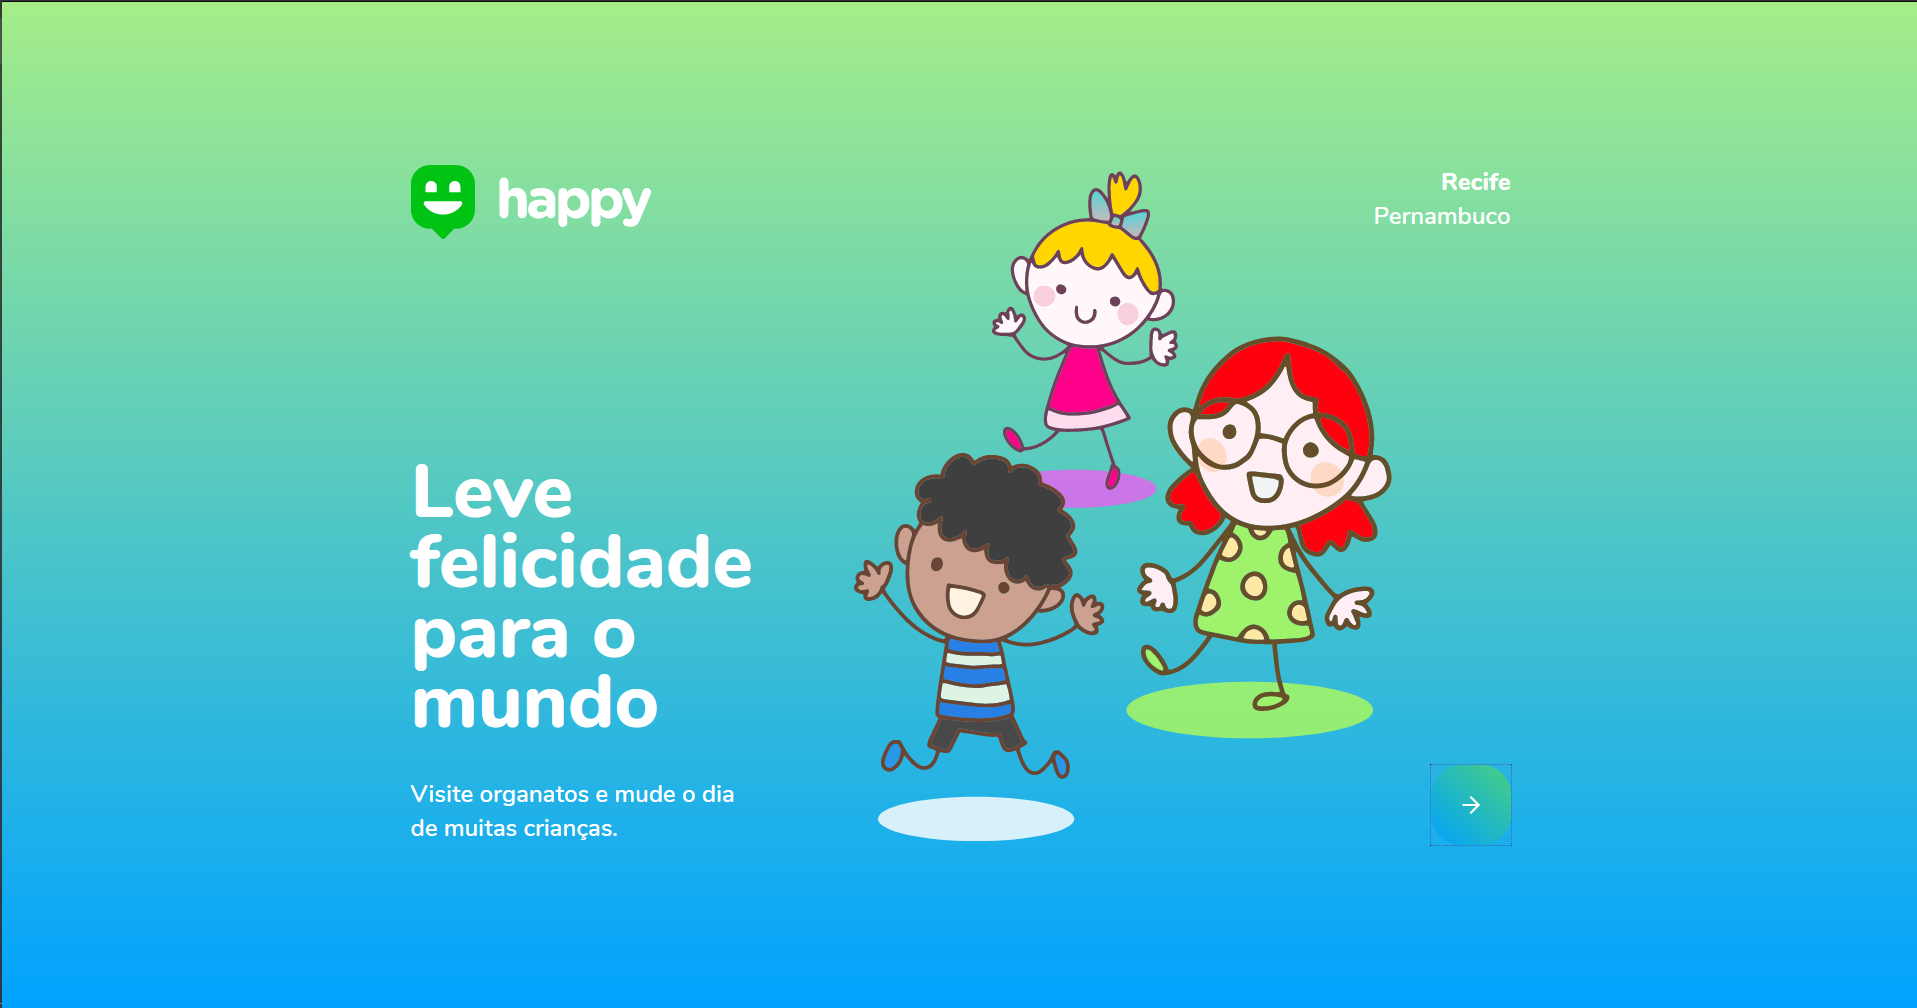 happy
Recife
Pernambuco
Leve
felicidade
para o
mundo
Visite organatos e mude o dia
de muitas crianças.